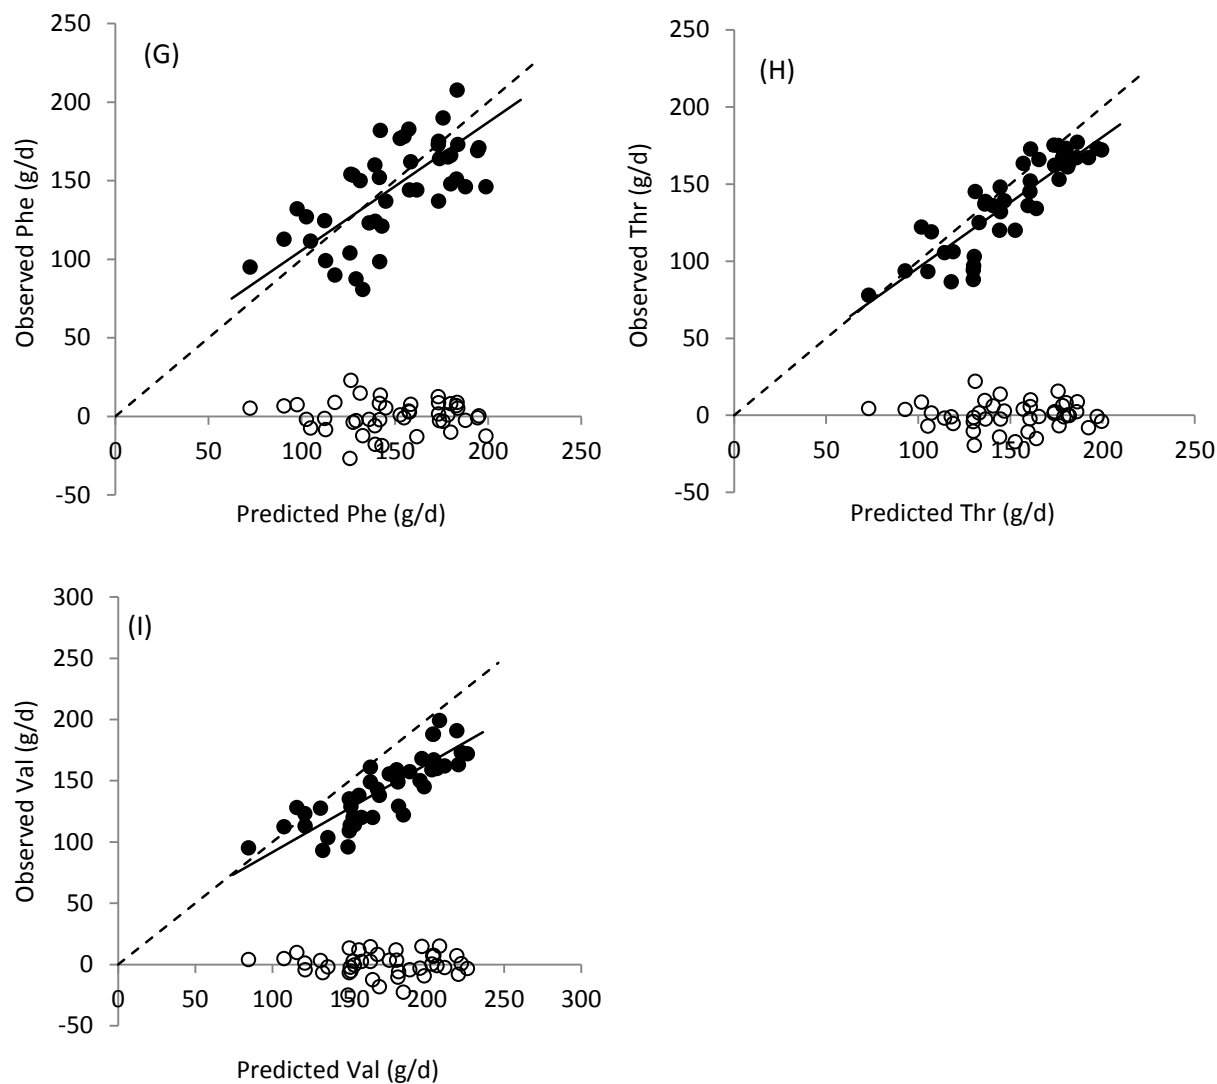 (G)
Observed Phe (g/d)
250
200
150
100
50
0
-50
0 50 100 150 200 250
Predicted Phe (g/d)
(H)
Observed Thr (g/d)
250
200
150
100
50
0
-50
0 50 100 150 200 250
Predicted Thr (g/d)
(I)
Observed Val (g/d)
300
250
200
150
100
50
0
-50
0 50 100 150 200 250 300
Predicted Val (g/d)